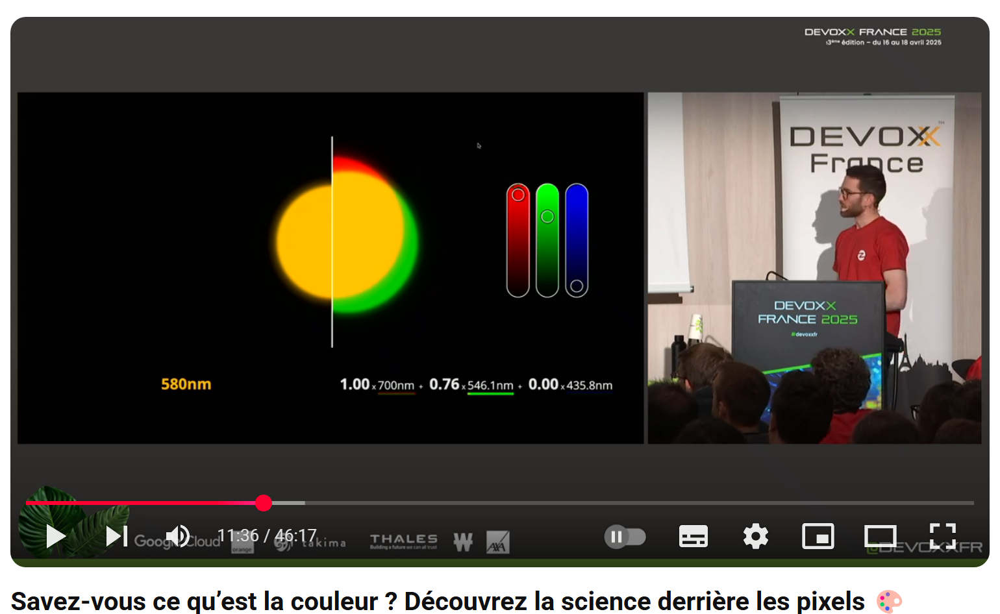 DEVOXX FRANCE 2025
13ème édition – du 16 au 18 avril 2025
DEVOXX™
France
DEVOXX
FRANCE 2025
#devoxxfr
580nm
1.00 x 700nm + 0.76 x 546.1nm + 0.00 x 435.8nm
11:36 / 46:17
Google Cloud
orange
takima
THALES
Building a future we can all trust
W
AXA
@DEVOXXFR
Savez-vous ce qu’est la couleur ? Découvrez la science derrière les pixels 🎨